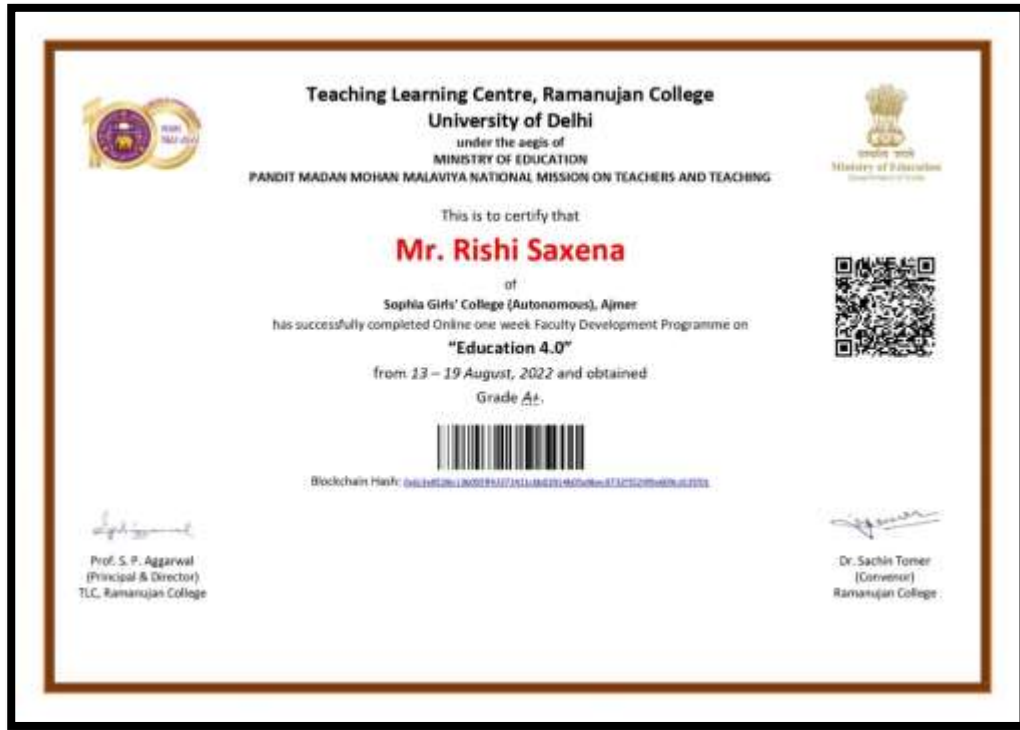 Teaching Learning Centre, Ramanujan College
University of Delhi
under the aegis of
MINISTRY OF EDUCATION
PANDIT MADAN MOHAN MALAVIYA NATIONAL MISSION ON TEACHERS AND TEACHING
Ministry of Education
This is to certify that
Mr. Rishi Saxena
of
Sophia Girls' College (Autonomous), Ajmer
has successfully completed Online one week Faculty Development Programme on
"Education 4.0"
from 13 – 19 August, 2022 and obtained
Grade A+.
Blockchain Hash:
Prof. S. P. Aggarwal
(Principal & Director)
TLC, Ramanujan College
Dr. Sachin Tomer
(Convenor)
Ramanujan College